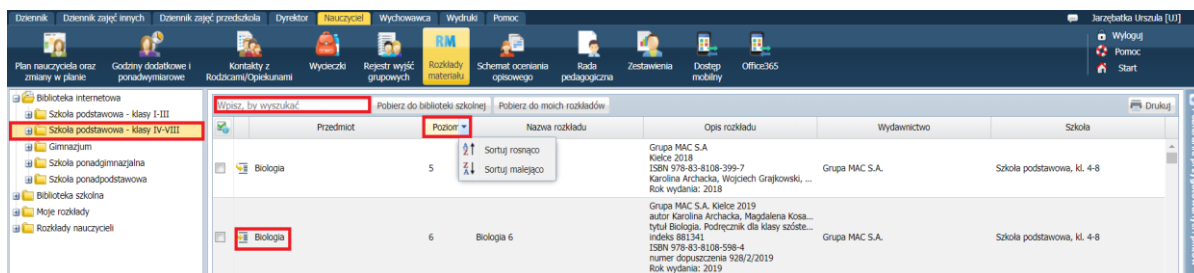 Dziennik Dziennik zajęć innych Dziennik zajęć przedszkola Dyrektor Nauczyciel Wychowawca Wydruki Pomoc Jarzębatka Urszula [UJ]
Plan nauczyciela oraz zmiany w planie
Godziny dodatkowe i ponadwymiarowe
Kontakty z Rodzicami/Opiekunami
Wycieczki
Rejestr wyjść grupowych
RM
Rozkłady materiału
Schemat oceniania opisowego
Rada pedagogiczna
Zestawienia
Dostęp mobilny
Office365
Wyloguj
Pomoc
Start
Biblioteka internetowa
Szkoła podstawowa - klasy I-III
Szkoła podstawowa - klasy IV-VIII
Gimnazjum
Szkoła ponadgimnazjalna
Szkoła ponadpodstawowa
Biblioteka szkolna
Moje rozkłady
Rozkłady nauczycieli
Wpisz, by wyszukać Pobierz do biblioteki szkolnej Pobierz do moich rozkładów Drukuj
Przedmiot Poziom Nazwa rozkładu Opis rozkładu Wydawnictwo Szkoła
Sortuj rosnąco
Sortuj malejąco
Biologia 5
Grupa MAC S.A
Kielce 2018
ISBN 978-83-8108-399-7
Karolina Archacka, Wojciech Grajkowski, ...
Rok wydania: 2018
Grupa MAC S.A. Szkoła podstawowa, kl. 4-8
Biologia 6 Biologia 6
Grupa MAC S.A. Kielce 2019
autor Karolina Archacka, Magdalena Kosa...
tytuł Biologia. Podręcznik dla klasy szóste...
indeks 881341
ISBN 978-83-8108-598-4
numer dopuszczenia 928/2/2019
Rok wydania: 2019
Grupa MAC S.A. Szkoła podstawowa, kl. 4-8